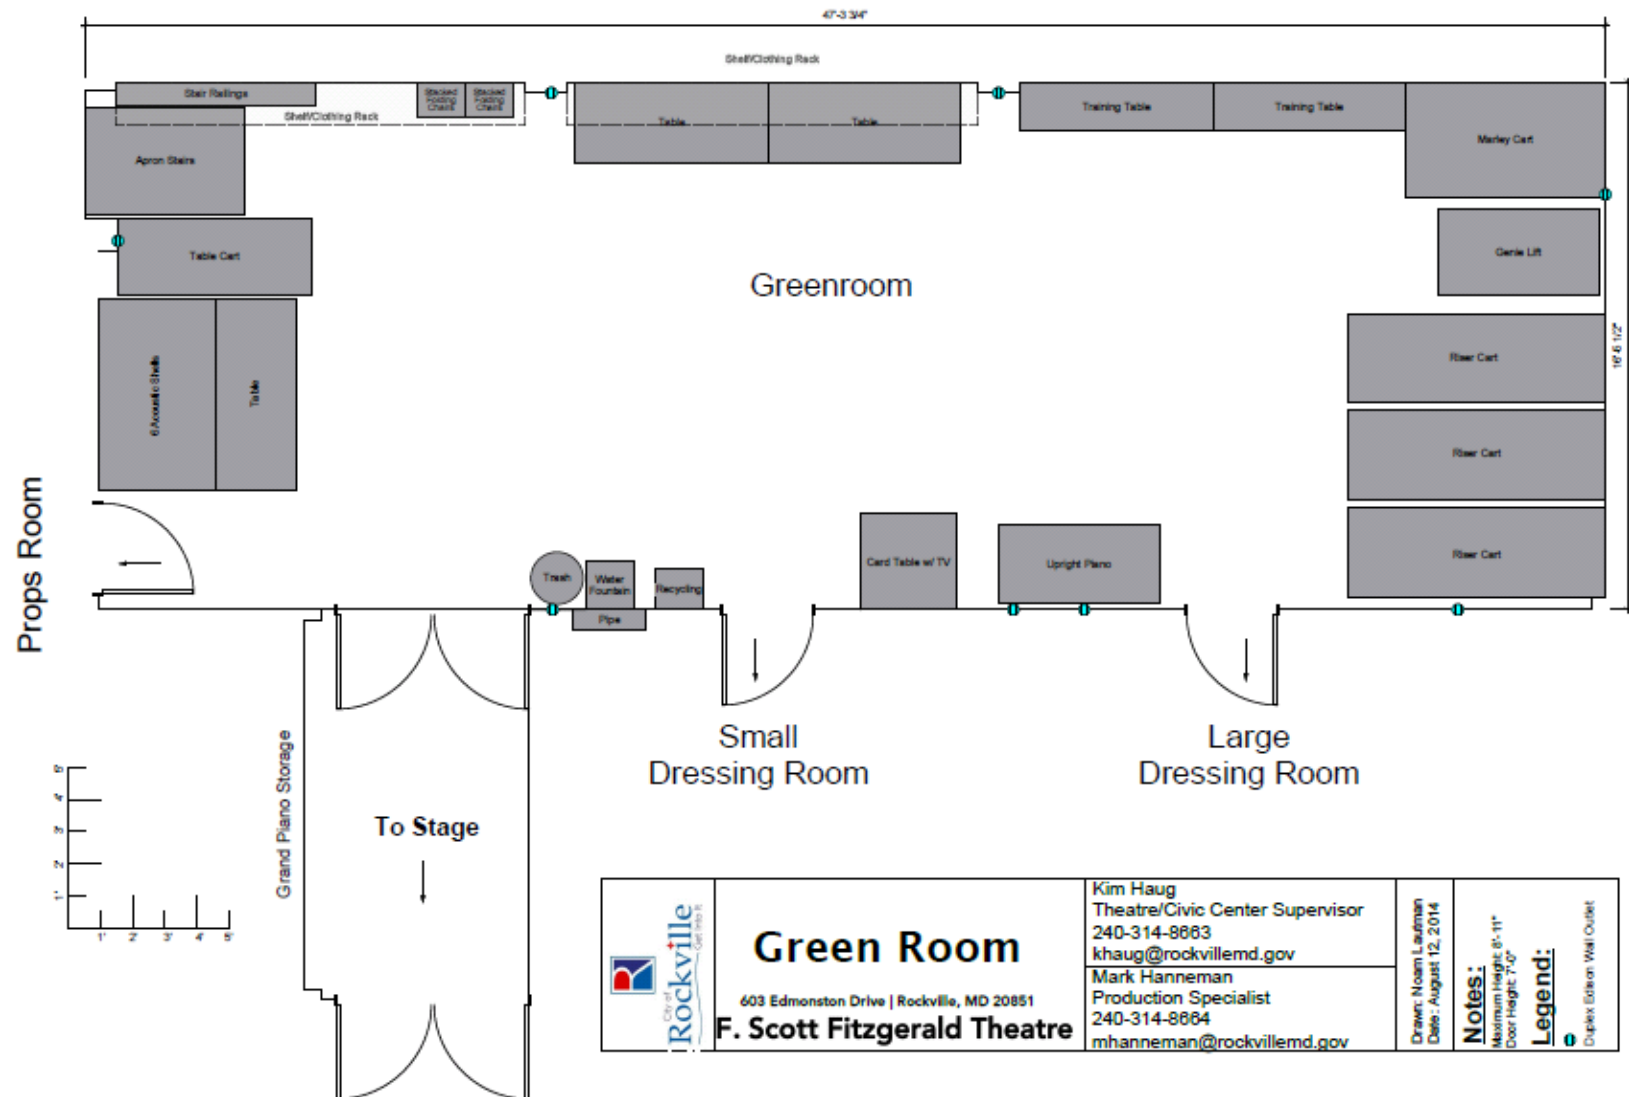 47'-3 3/4"
Shelf/Clothing Rack
Stair Railings
Stacked
Folding
Chairs
Stacked
Folding
Chairs
Shelf/Clothing Rack
Table
Table
Training Table
Training Table
Marley Cart
Apron Stairs
Table Cart
Genie Lift
Greenroom
6 Acoustic Shells
Table
Riser Cart
Riser Cart
Riser Cart
Props Room
Trash
Water
Fountain
Recycling
Pipe
Card Table w/ TV
Upright Piano
Small
Dressing Room
Large
Dressing Room
Grand Piano Storage
To Stage
5'
4'
3'
2'
1'
1'
2'
3'
4'
5'
City of
Rockville
Get Into It
Green Room
603 Edmonston Drive | Rockville, MD 20851
F. Scott Fitzgerald Theatre
Kim Haug
Theatre/Civic Center Supervisor
240-314-8663
khaug@rockvillemd.gov
Mark Hanneman
Production Specialist
240-314-8664
mhanneman@rockvillemd.gov
Drawn: Noam Lautman
Date: August 12, 2014
Notes:
Maximum Height: 8'-11"
Door Height: 7'-0"
Legend:
Duplex Edison Wall Outlet